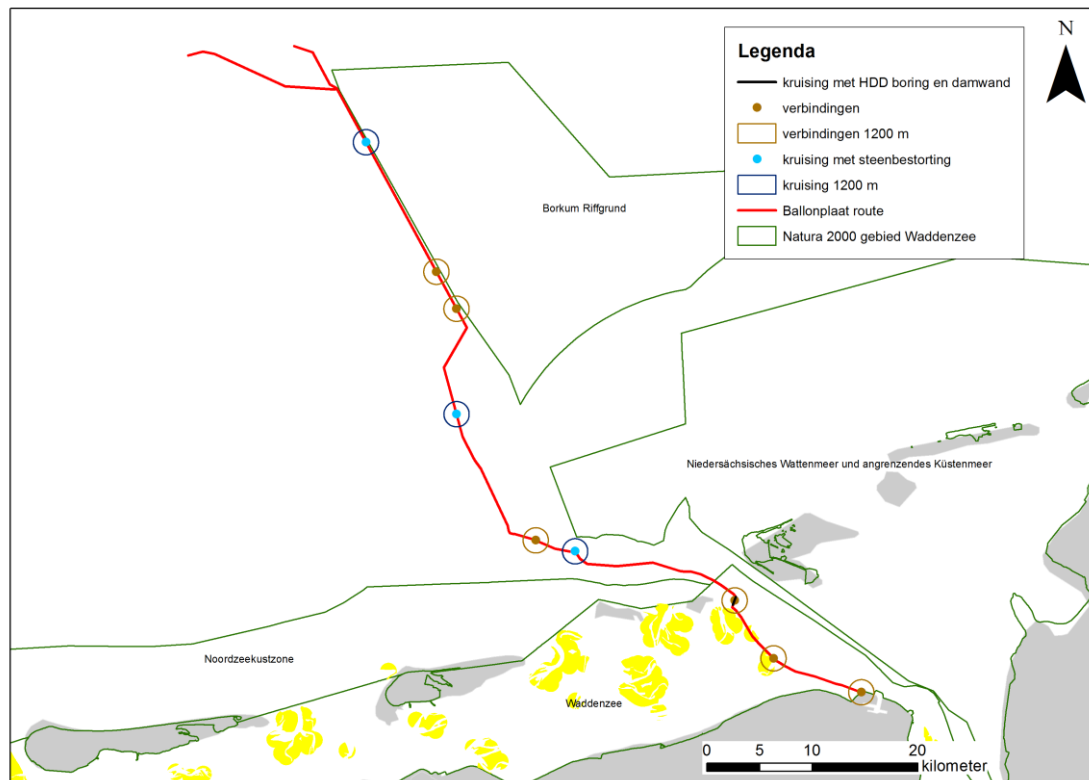 N
Legenda
kruising met HDD boring en damwand
verbindingen
verbindingen 1200 m
kruising met steenbestorting
kruising 1200 m
Ballonplaat route
Natura 2000 gebied Waddenzee
Borkum Riffgrund
Niedersächsisches Wattenmeer und angrenzendes Küstenmeer
Noordzeekustzone
Waddenzee
0 5 10 20
kilometer